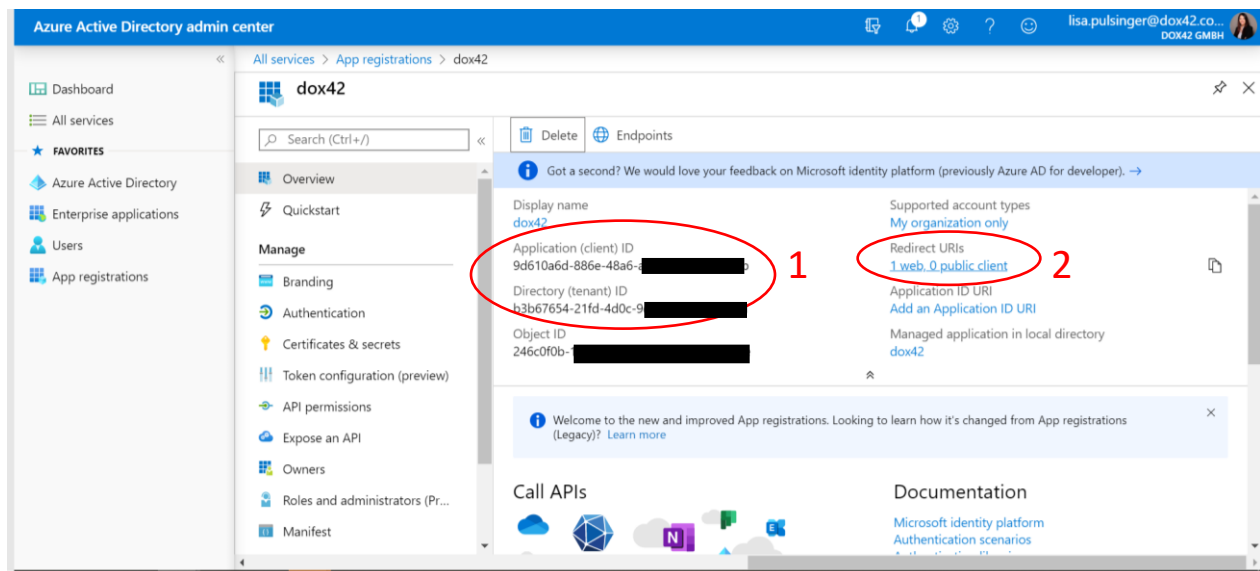 Azure Active Directory admin center
1
lisa.pulsinger@dox42.co...
DOX42 GMBH
«
Dashboard
All services
FAVORITES
Azure Active Directory
Enterprise applications
Users
App registrations
All services > App registrations > dox42
dox42
Search (Ctrl+/)
«
Overview
Quickstart
Manage
Branding
Authentication
Certificates & secrets
Token configuration (preview)
API permissions
Expose an API
Owners
Roles and administrators (Pr...
Manifest
Delete
Endpoints
Got a second? We would love your feedback on Microsoft identity platform (previously Azure AD for developer). →
Display name
dox42
Application (client) ID
9d610a6d-886e-48a6-
Directory (tenant) ID
b3b67654-21fd-4d0c-9
Object ID
246c0f0b-
1
Supported account types
My organization only
Redirect URIs
1 web, 0 public client
2
Application ID URI
Add an Application ID URI
Managed application in local directory
dox42
Welcome to the new and improved App registrations. Looking to learn how it's changed from App registrations
(Legacy)? Learn more
Call APIs
N
E
Documentation
Microsoft identity platform
Authentication scenarios